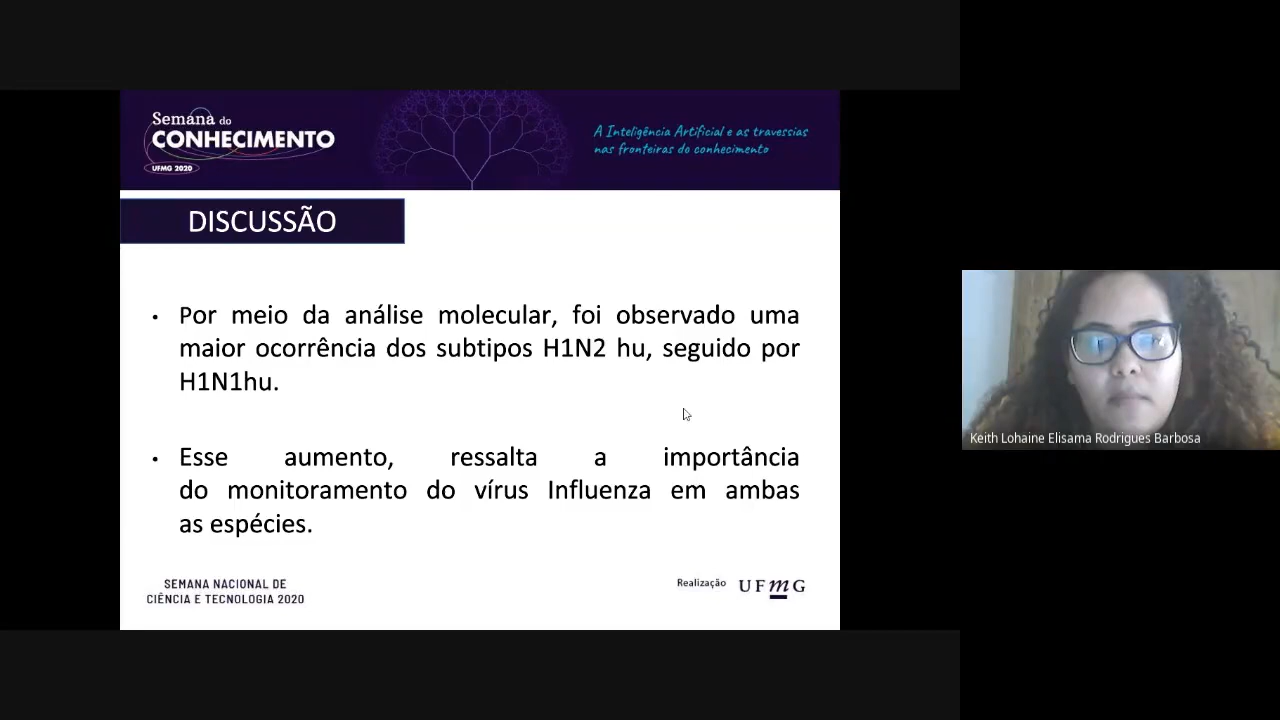 Semana do
CONHECIMENTO
UFMG 2020
A Inteligência Artificial e as travessias
nas fronteiras do conhecimento
DISCUSSÃO
• Por meio da análise molecular, foi observado uma
maior ocorrência dos subtipos H1N2 hu, seguido por
H1N1hu.
• Esse aumento, ressalta a importância
do monitoramento do vírus Influenza em ambas
as espécies.
SEMANA NACIONAL DE
CIÊNCIA E TECNOLOGIA 2020
Realização UFMG
Keith Lohaine Elisama Rodrigues Barbosa